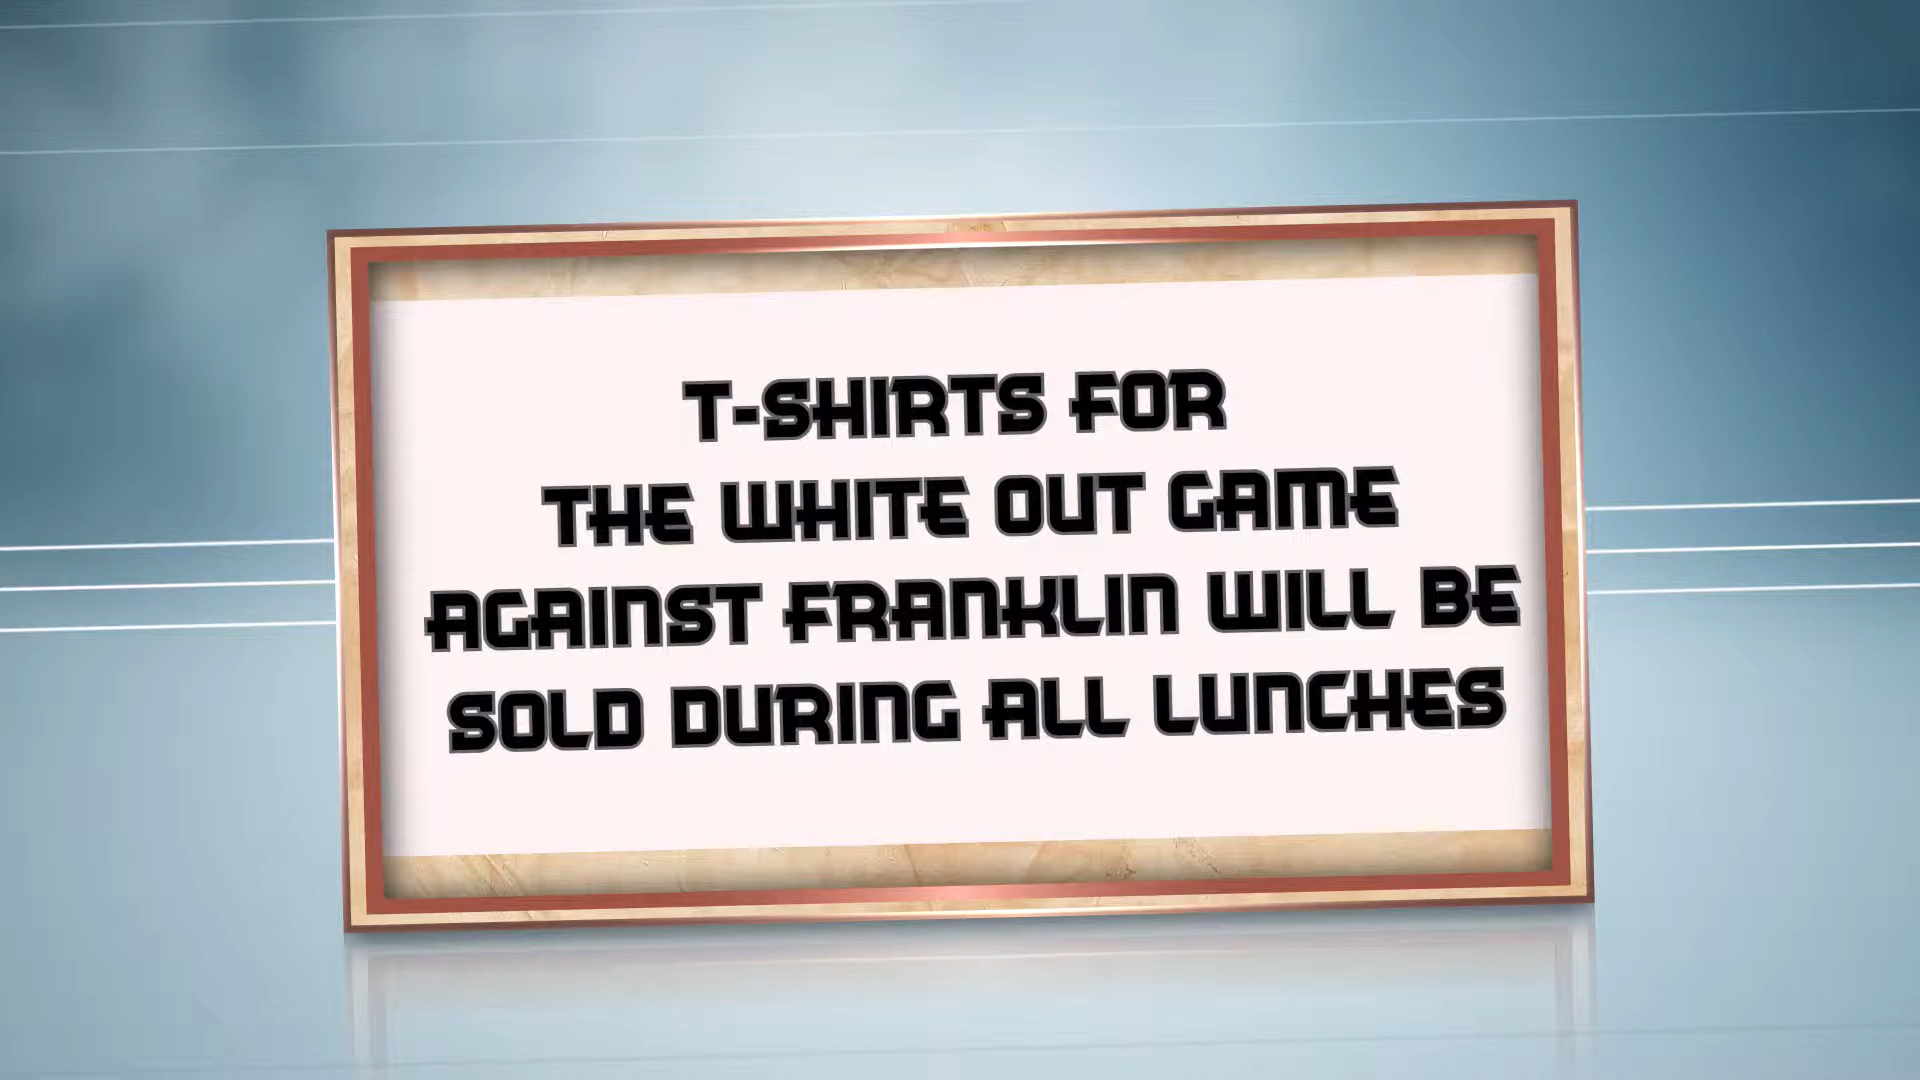 T-SHIRTS FOR
THE WHITE OUT GAME
AGAINST FRANKLIN WILL BE
SOLD DURING ALL LUNCHES